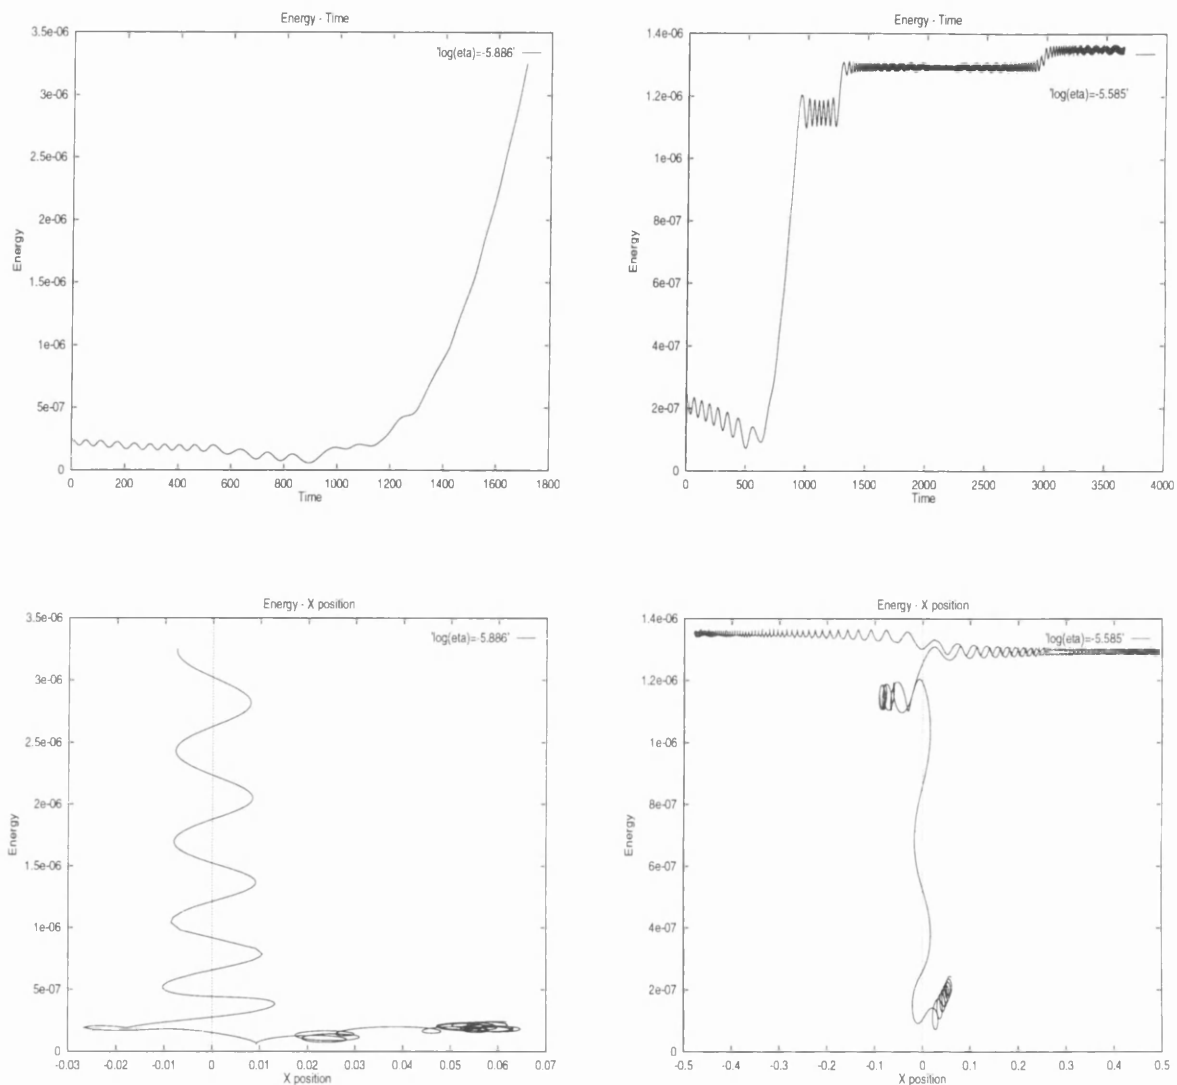 Energy - Time
3.5e-06
3e-06
2.5e-06
2e-06
1.5e-06
1e-06
5e-07
0
Energy
'log(eta)=-5.886'
0 200 400 600 800 1000 1200 1400 1600 1800
Time
Energy - Time
1.4e-06
1.2e-06
1e-06
8e-07
6e-07
4e-07
2e-07
0
Energy
'log(eta)=-5.585'
0 500 1000 1500 2000 2500 3000 3500 4000
Time
Energy - X position
3.5e-06
3e-06
2.5e-06
2e-06
1.5e-06
1e-06
5e-07
0
Energy
'log(eta)=-5.886'
-0.03 -0.02 -0.01 0 0.01 0.02 0.03 0.04 0.05 0.06 0.07
X position
Energy - X position
1.4e-06
1.2e-06
1e-06
8e-07
6e-07
4e-07
2e-07
0
Energy
'log(eta)=-5.585'
-0.5 -0.4 -0.3 -0.2 -0.1 0 0.1 0.2 0.3 0.4 0.5
X position